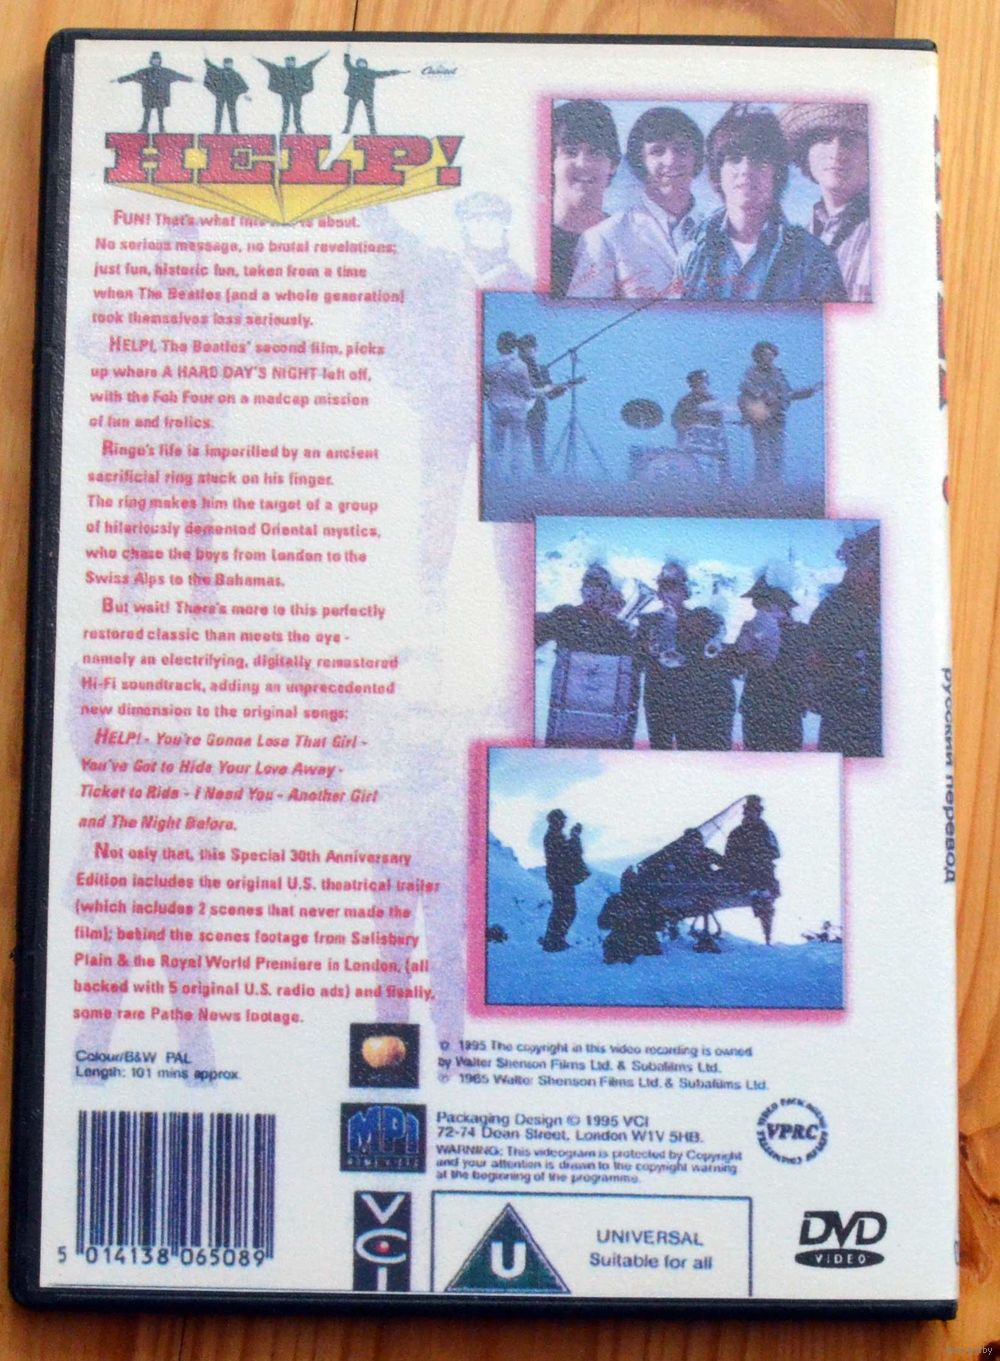 Capitol
HELP!
FUN! That's what this is about.
No serious message, no brutal revelations;
just fun, historic fun, taken from a time
when The Beatles (and a whole generation)
took themselves less seriously.
HELP!, The Beatles' second film, picks
up where A HARD DAY'S NIGHT left off,
with the Fab Four on a madcap mission
of fun and frolics.
Ringo's life is imperilled by an ancient
sacrificial ring stuck on his finger.
The ring makes him the target of a group
of hilariously demented Oriental mystics,
who chase the boys from London to the
Swiss Alps to the Bahamas.
But wait! There's more to this perfectly
restored classic than meets the eye -
namely an electrifying, digitally remastered
Hi-Fi soundtrack, adding an unprecedented
new dimension to the original songs:
HELP! - You're Gonna Lose That Girl -
You've Got to Hide Your Love Away -
Ticket to Ride - I Need You - Another Girl
and The Night Before.
Not only that, this Special 30th Anniversary
Edition includes the original U.S. theatrical trailer
(which includes 2 scenes that never made the
film); behind the scenes footage from Salisbury
Plain & the Royal World Premiere in London, (all
backed with 5 original U.S. radio ads) and finally,
some rare Pathe News footage.
Colour/B&W PAL
Length: 101 mins approx.
© 1995 The copyright in this video recording is owned
by Walter Shenson Films Ltd. & Subafilms Ltd.
℗ 1965 Walter Shenson Films Ltd. & Subafilms Ltd.
MPI
HOME VIDEO
Packaging Design © 1995 VCI
72-74 Dean Street, London W1V 5HB.
WARNING: This videogram is protected by Copyright
and your attention is drawn to the copyright warning
at the beginning of the programme.
VPRC
VCI
U
UNIVERSAL
Suitable for all
DVD
VIDEO
5 014138 065089
русский перевод